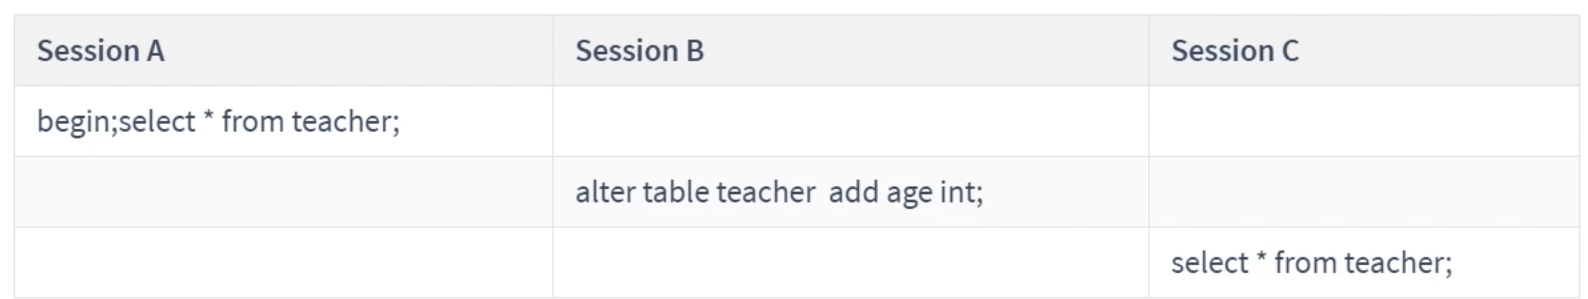 Session A Session B Session C
begin;select * from teacher;
alter table teacher  add age int;
select * from teacher;